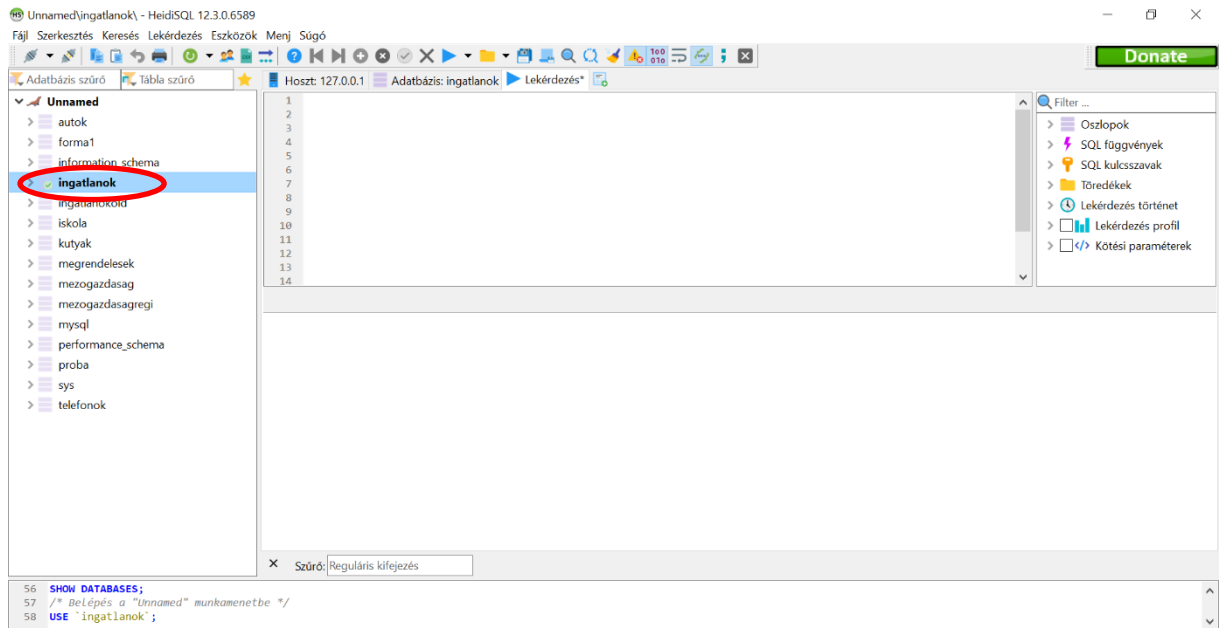 Unnamed\ingatlanok\ - HeidiSQL 12.3.0.6589
Fájl Szerkesztés Keresés Lekérdezés Eszközök Menj Súgó
Donate
Adatbázis szűrő Tábla szűrő
Hoszt: 127.0.0.1 Adatbázis: ingatlanok Lekérdezés*
Unnamed
autok
forma1
information_schema
ingatlanok
ingatlanokold
iskola
kutyak
megrendelesek
mezogazdasag
mezogazdasagregi
mysql
performance_schema
proba
sys
telefonok
1
2
3
4
5
6
7
8
9
10
11
12
13
14
Filter ...
Oszlopok
SQL függvények
SQL kulcsszavak
Töredékek
Lekérdezés történet
Lekérdezés profil
Kötési paraméterek
Szűrő: Reguláris kifejezés
56 SHOW DATABASES;
57 /* Belépés a "Unnamed" munkamenetbe */
58 USE `ingatlanok`;